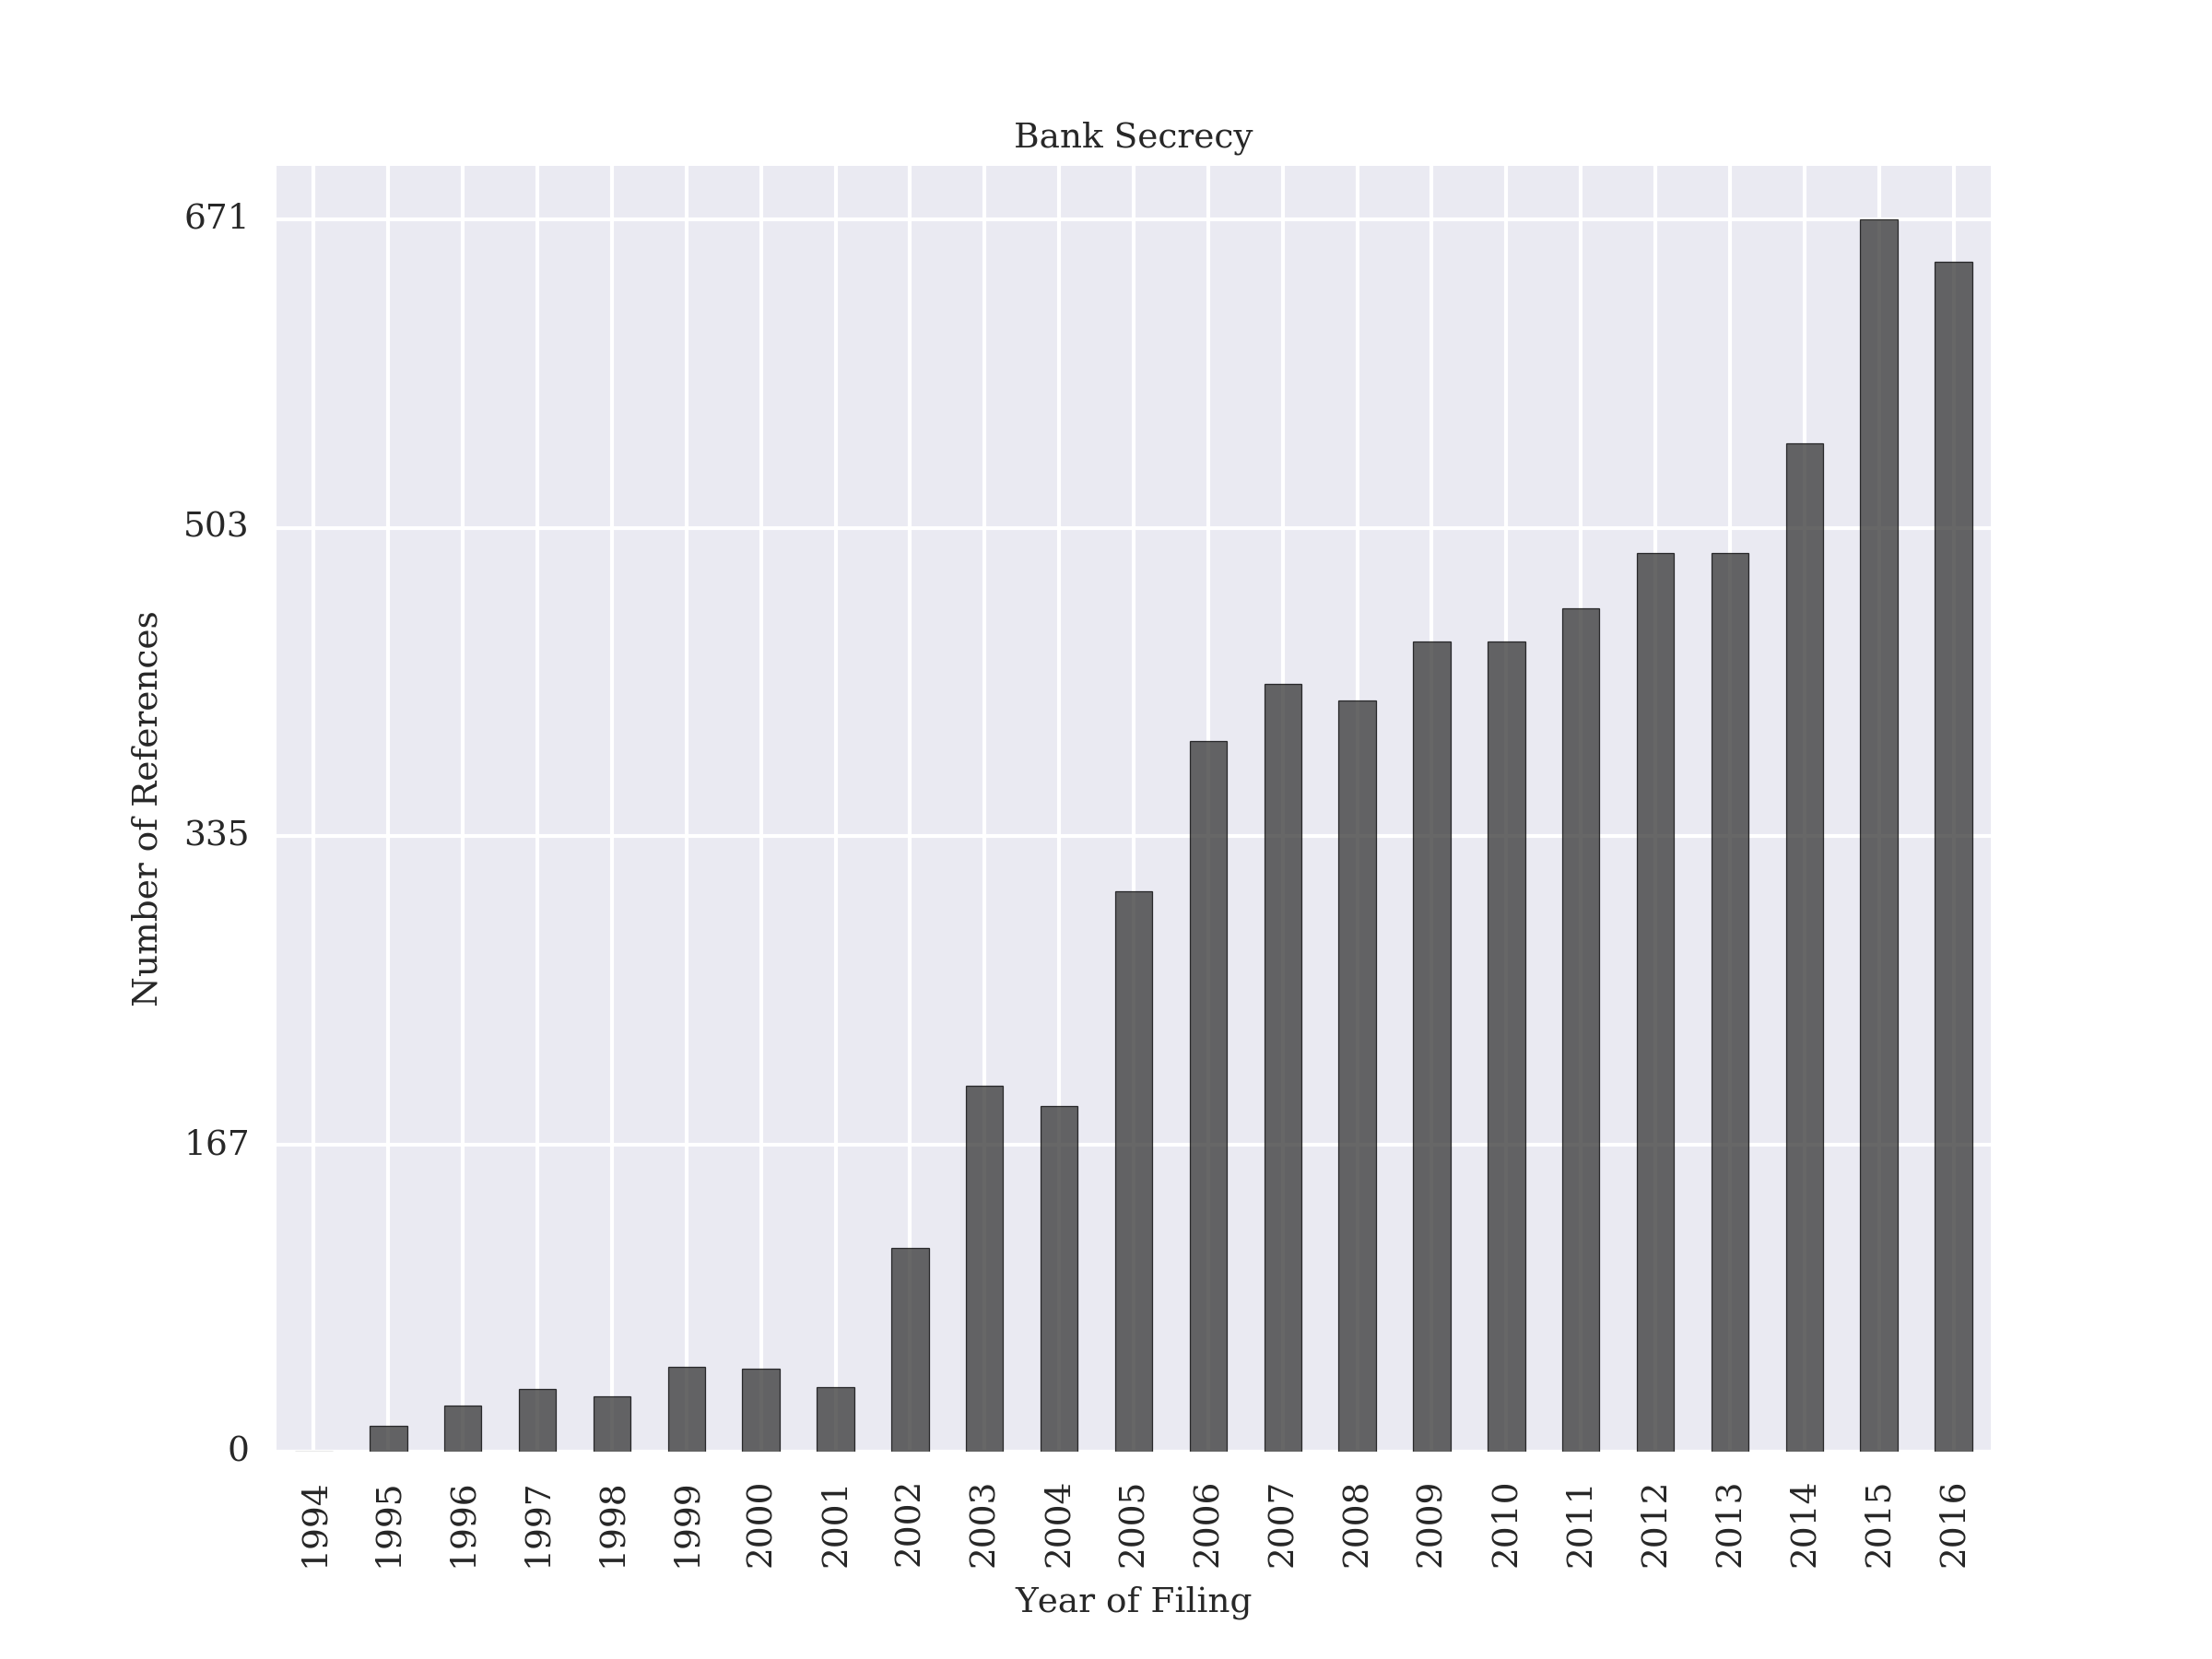 Bank Secrecy
671
503
335
167
0
Number of References
1994 1995 1996 1997 1998 1999 2000 2001 2002 2003 2004 2005 2006 2007 2008 2009 2010 2011 2012 2013 2014 2015 2016
Year of Filing